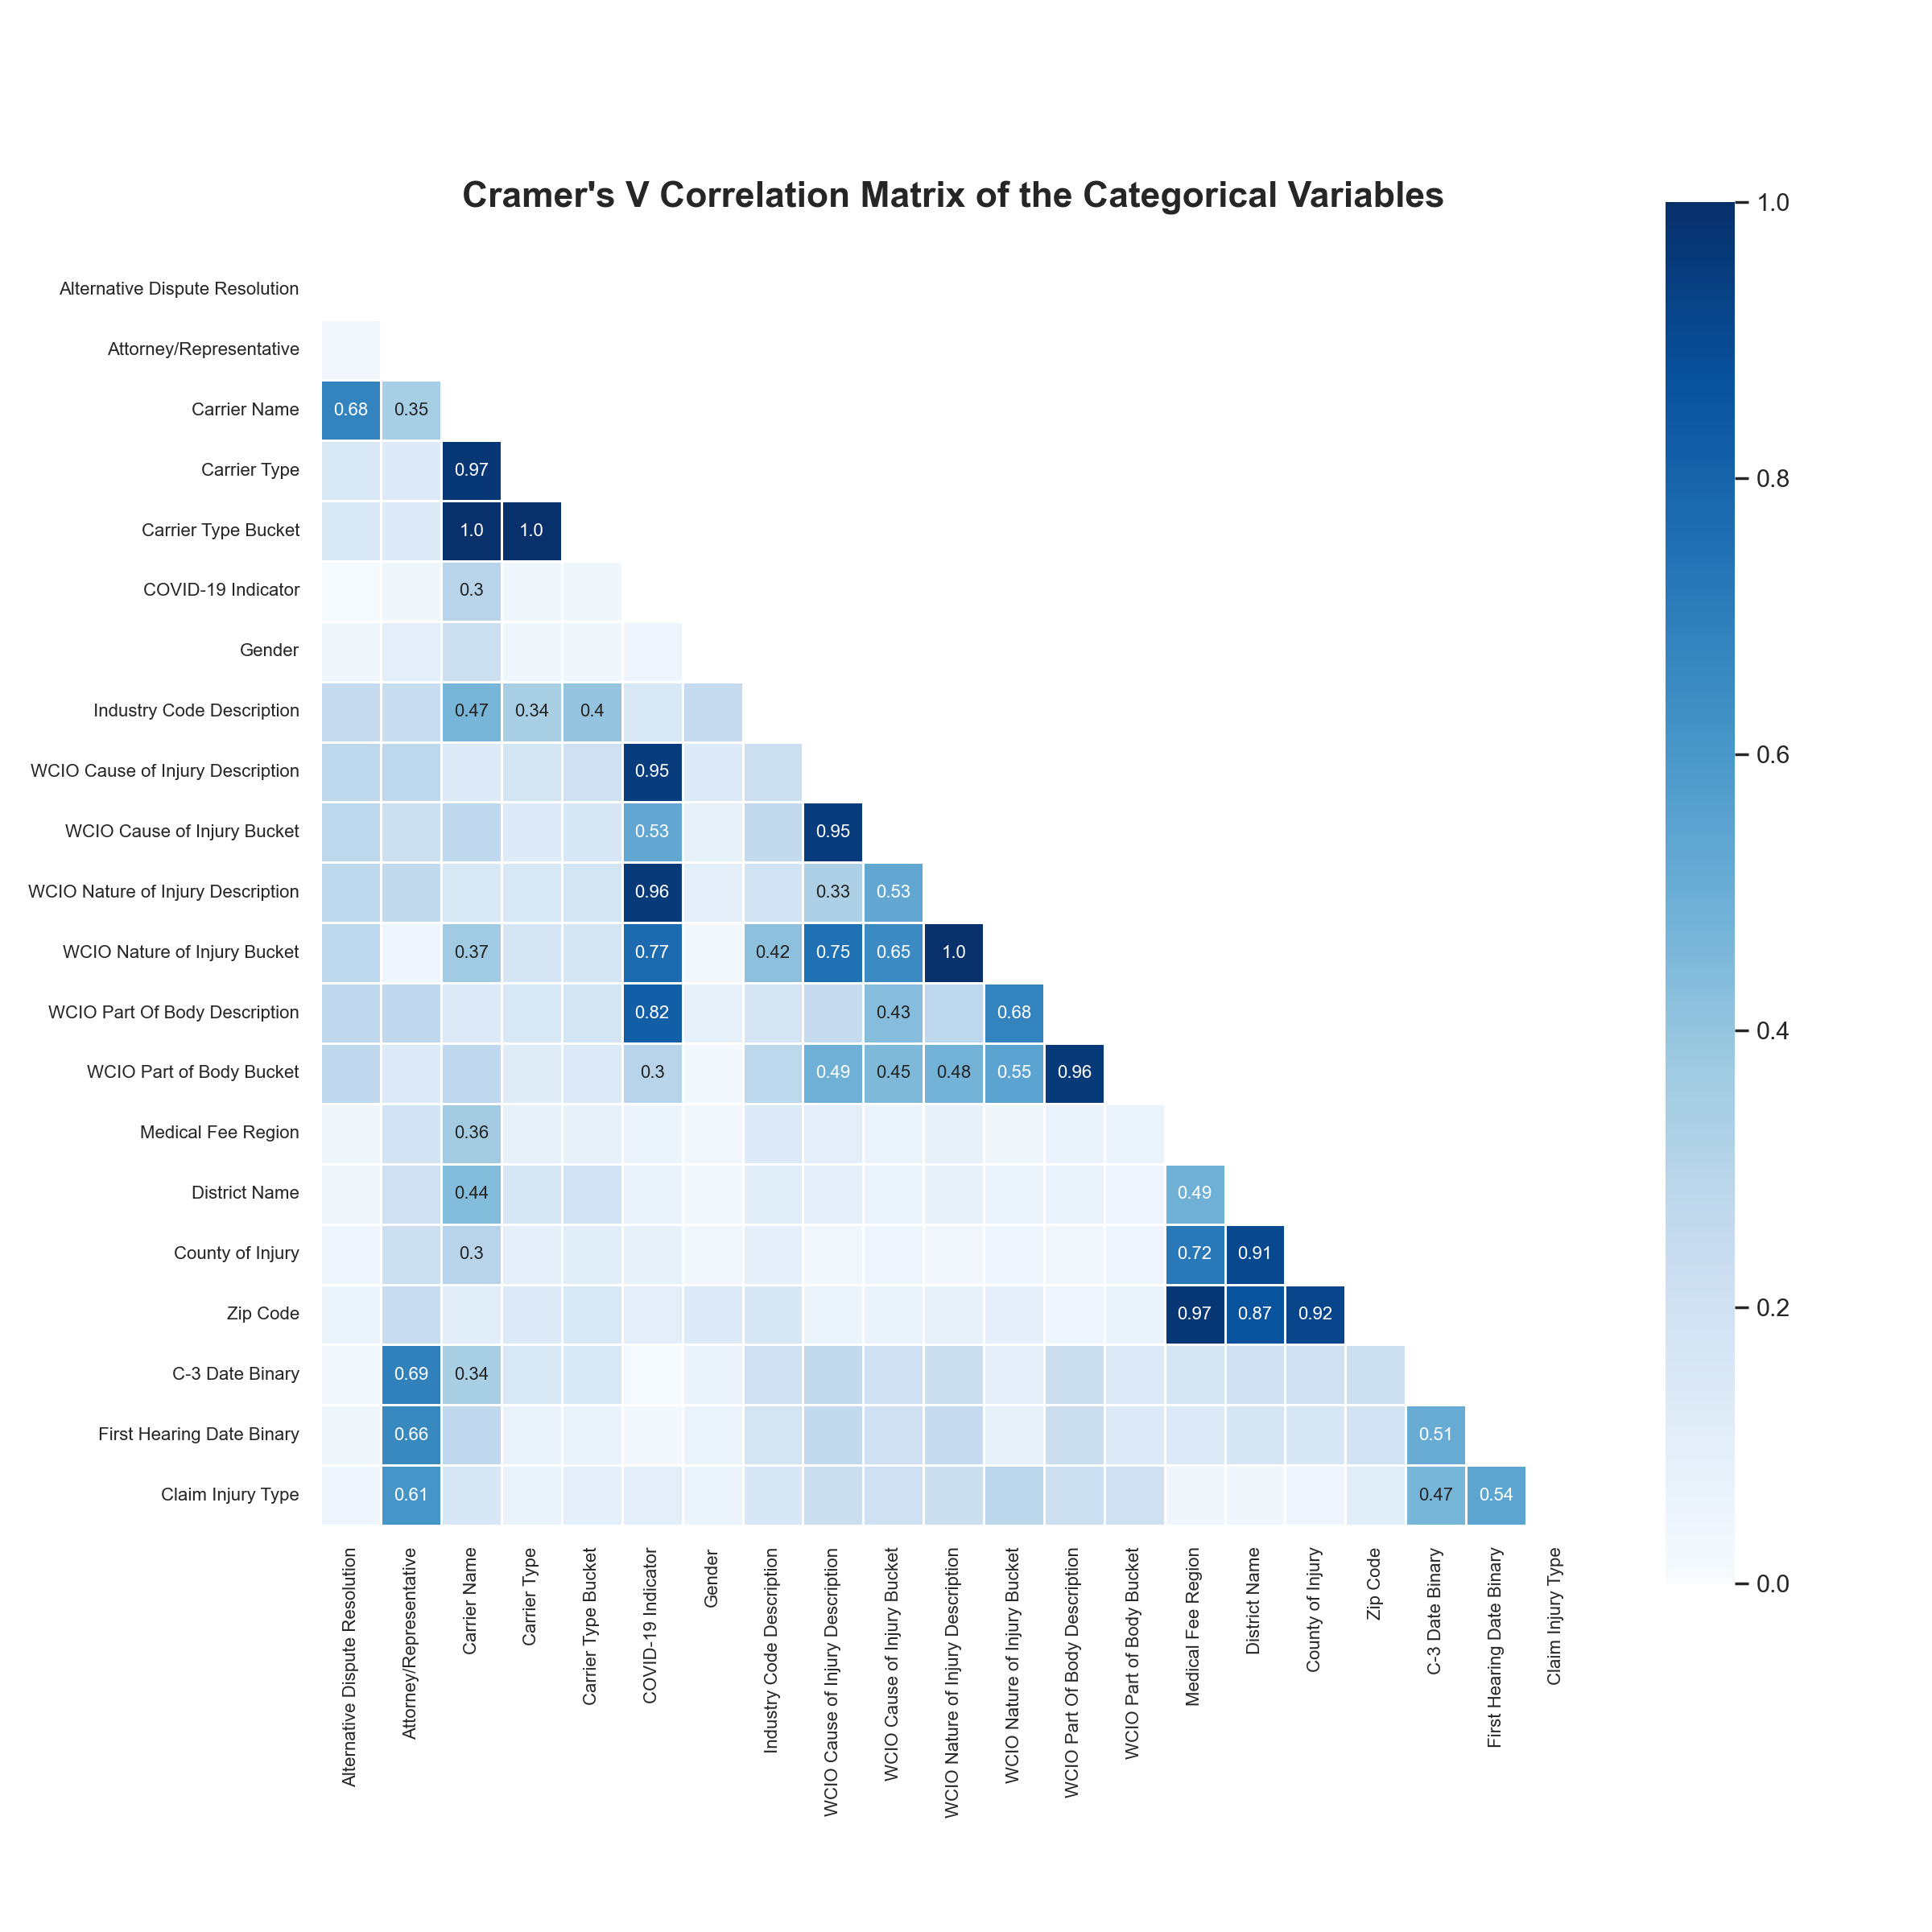 Cramer's V Correlation Matrix of the Categorical Variables
1.0
Alternative Dispute Resolution
Attorney/Representative
Carrier Name 0.68 0.35
Carrier Type 0.97
0.8
Carrier Type Bucket 1.0 1.0
COVID-19 Indicator 0.3
Gender
Industry Code Description 0.47 0.34 0.4
0.6
WCIO Cause of Injury Description 0.95
WCIO Cause of Injury Bucket 0.53 0.95
WCIO Nature of Injury Description 0.96 0.33 0.53
WCIO Nature of Injury Bucket 0.37 0.77 0.42 0.75 0.65 1.0
WCIO Part Of Body Description 0.82 0.43 0.68
0.4
WCIO Part of Body Bucket 0.3 0.49 0.45 0.48 0.55 0.96
Medical Fee Region 0.36
District Name 0.44 0.49
County of Injury 0.3 0.72 0.91
0.2
Zip Code 0.97 0.87 0.92
C-3 Date Binary 0.69 0.34
First Hearing Date Binary 0.66 0.51
Claim Injury Type 0.61 0.47 0.54
0.0
Alternative Dispute Resolution
Attorney/Representative
Carrier Name
Carrier Type
Carrier Type Bucket
COVID-19 Indicator
Gender
Industry Code Description
WCIO Cause of Injury Description
WCIO Cause of Injury Bucket
WCIO Nature of Injury Description
WCIO Nature of Injury Bucket
WCIO Part Of Body Description
WCIO Part of Body Bucket
Medical Fee Region
District Name
County of Injury
Zip Code
C-3 Date Binary
First Hearing Date Binary
Claim Injury Type